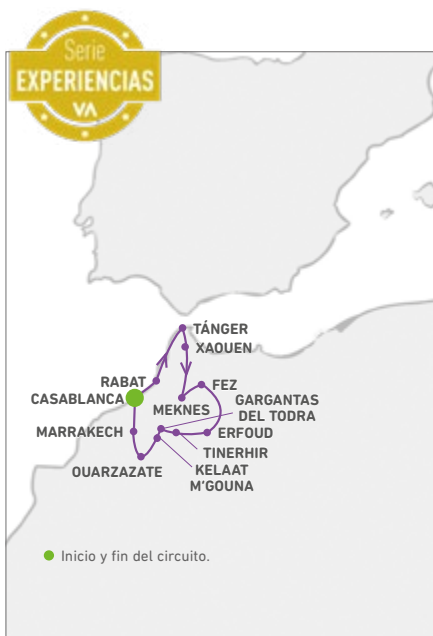 Serie
EXPERIENCIAS
VA
TÁNGER
XAOUEN
RABAT
FEZ
CASABLANCA
MEKNES
GARGANTAS
DEL TODRA
MARRAKECH
ERFOUD
TINERHIR
OUARZAZATE
KELAAT
M'GOUNA
Inicio y fin del circuito.